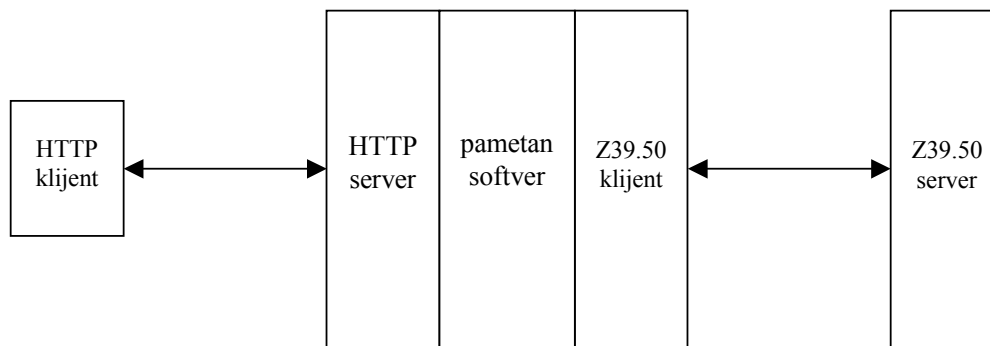 HTTP
klijent
HTTP
server
pametan
softver
Z39.50
klijent
Z39.50
server